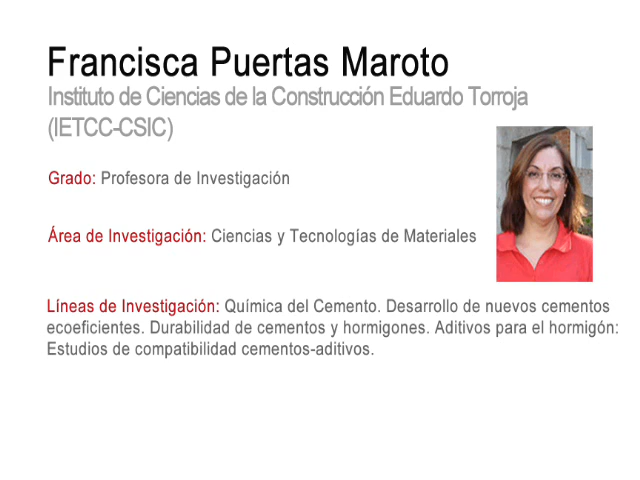 Francisca Puertas Maroto
Instituto de Ciencias de la Construcción Eduardo Torroja
(IETCC-CSIC)
Grado: Profesora de Investigación
Área de Investigación: Ciencias y Tecnologías de Materiales
Líneas de Investigación: Química del Cemento. Desarrollo de nuevos cementos
ecoeficientes. Durabilidad de cementos y hormigones. Aditivos para el hormigón:
Estudios de compatibilidad cementos-aditivos.